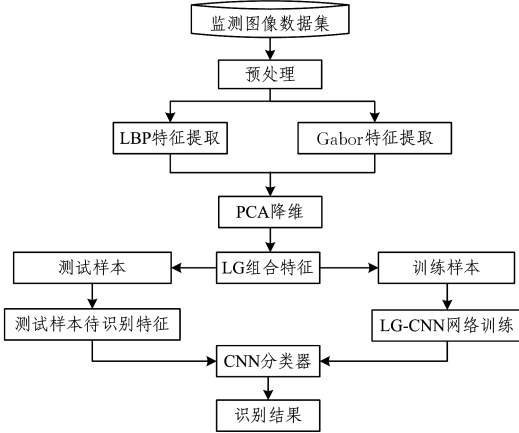 监测图像数据集
预处理
LBP特征提取
Gabor特征提取
PCA降维
测试样本
LG组合特征
训练样本
测试样本待识别特征
LG-CNN网络训练
CNN分类器
识别结果